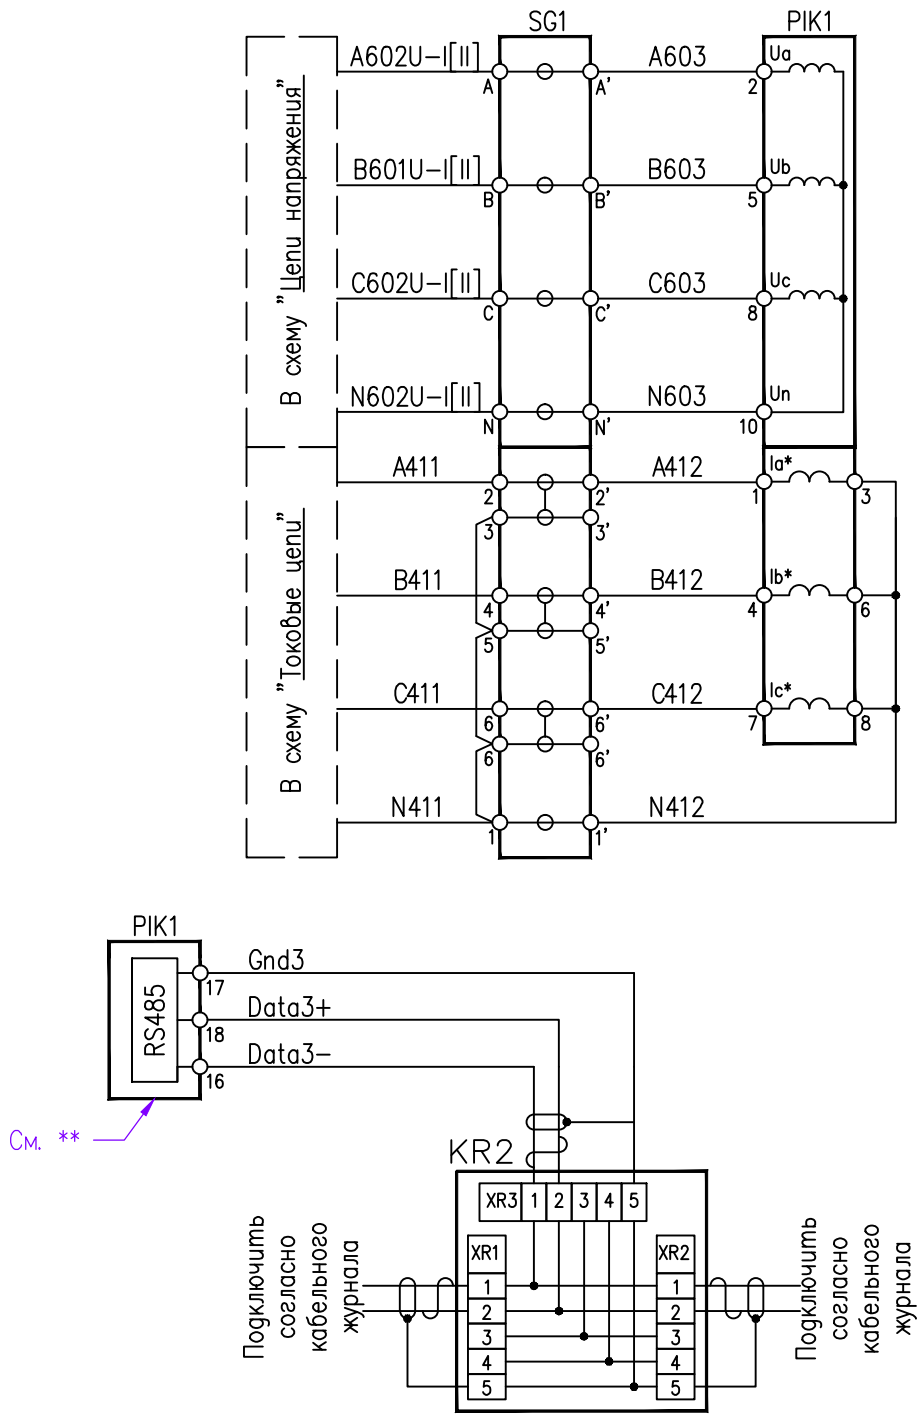 SG1
PIK1
В схему "Цепи напряжения"
A602U-I[II]
A
A'
A603
2
Ua
B601U-I[II]
B
B'
B603
5
Ub
C602U-I[II]
C
C'
C603
8
Uc
N602U-I[II]
N
N'
N603
10
Un
В схему "Токовые цепи"
A411
2
2'
A412
1
Ia*
3
3
3'
B411
4
4'
B412
4
Ib*
6
5
5'
C411
6
6'
C412
7
Ic*
8
6
6'
N411
1
1'
N412
PIK1
RS485
Gnd3
17
Data3+
18
Data3-
16
См. **
KR2
XR3 1 2 3 4 5
XR1
1
2
3
4
5
XR2
1
2
3
4
5
Подключить
согласно
кабельного
журнала
Подключить
согласно
кабельного
журнала